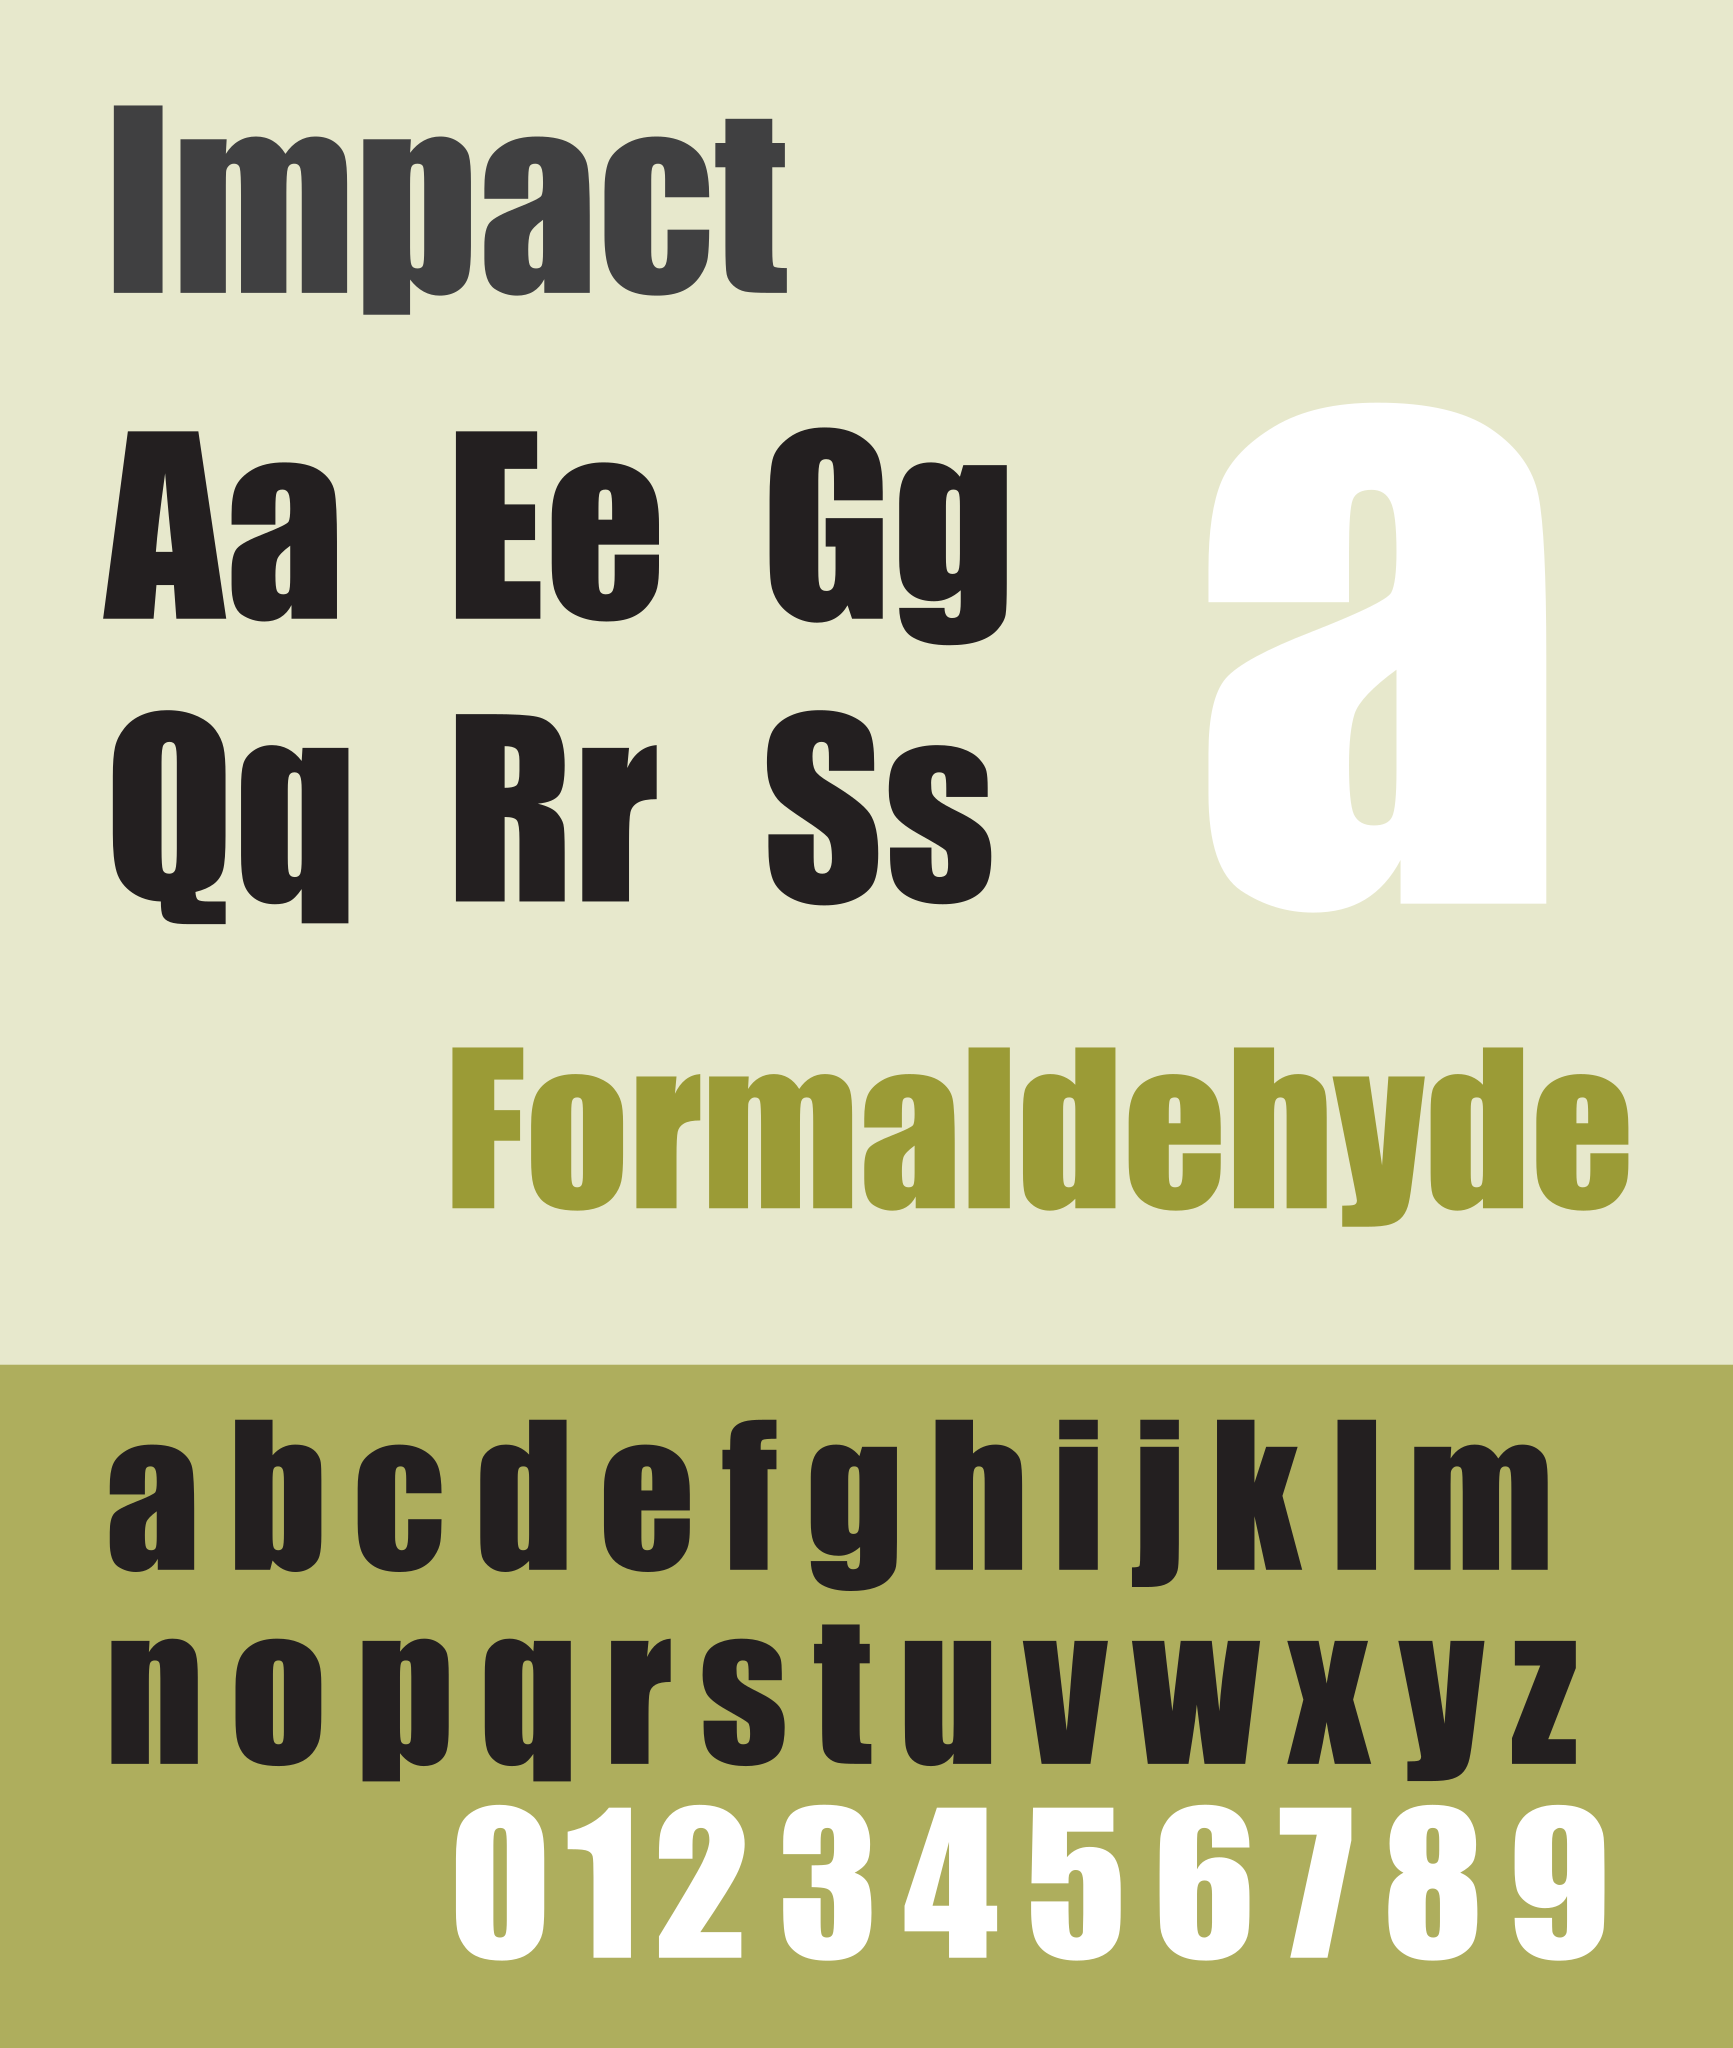 Impact
Aa Ee Gg
a
Qq Rr Ss
Formaldehyde
abcdefghijklm
nopqrstuvwxyz
0123456789